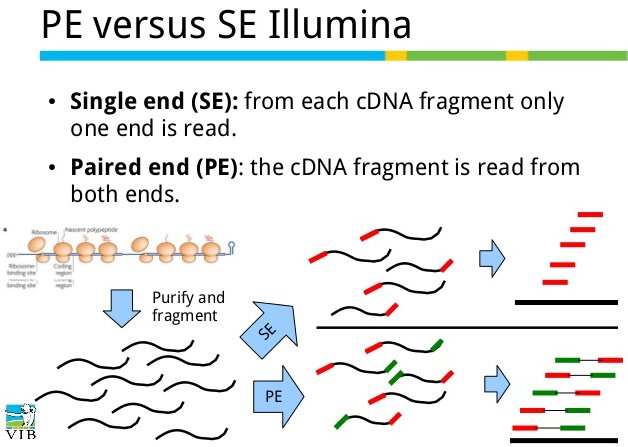 PE versus SE Illumina
• Single end (SE): from each cDNA fragment only
one end is read.
• Paired end (PE): the cDNA fragment is read from
both ends.
a
Ribosome
Nascent polypeptide
ppp
Ribosome-
binding site
Coding
region
binding site
region
Purify and
fragment
SE
PE
VIB